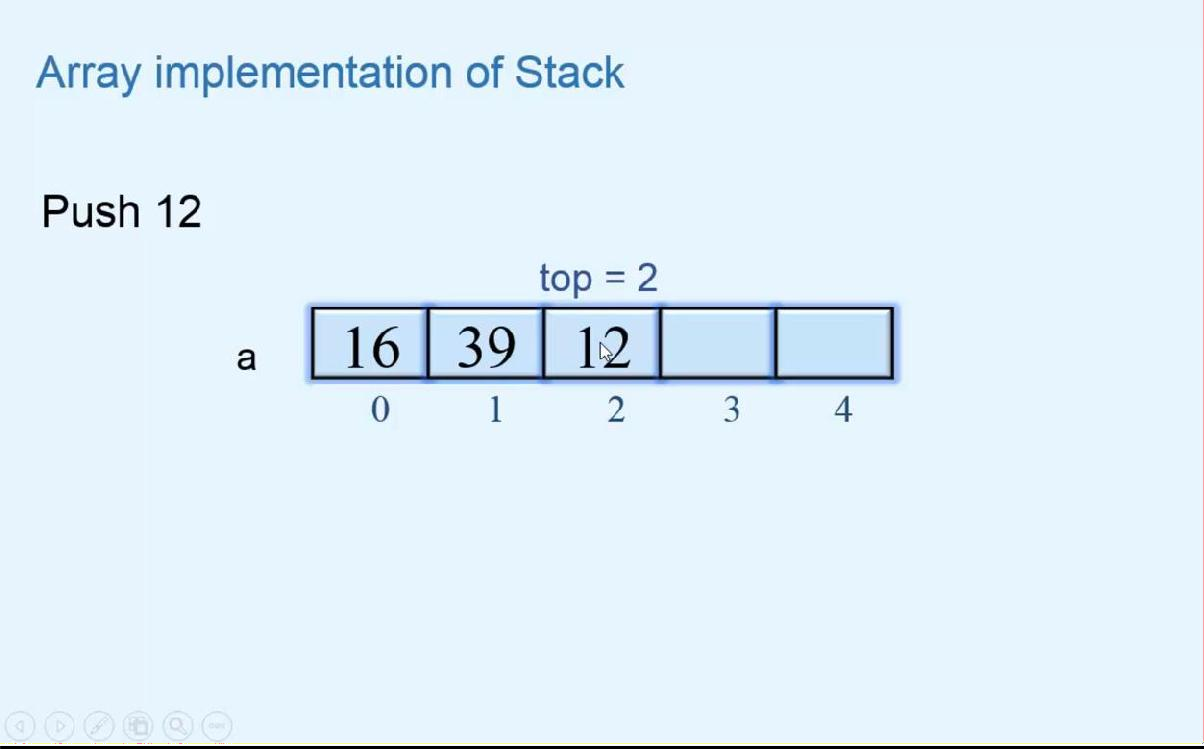 Array implementation of Stack
Push 12
top = 2
a 16 39 12
0 1 2 3 4